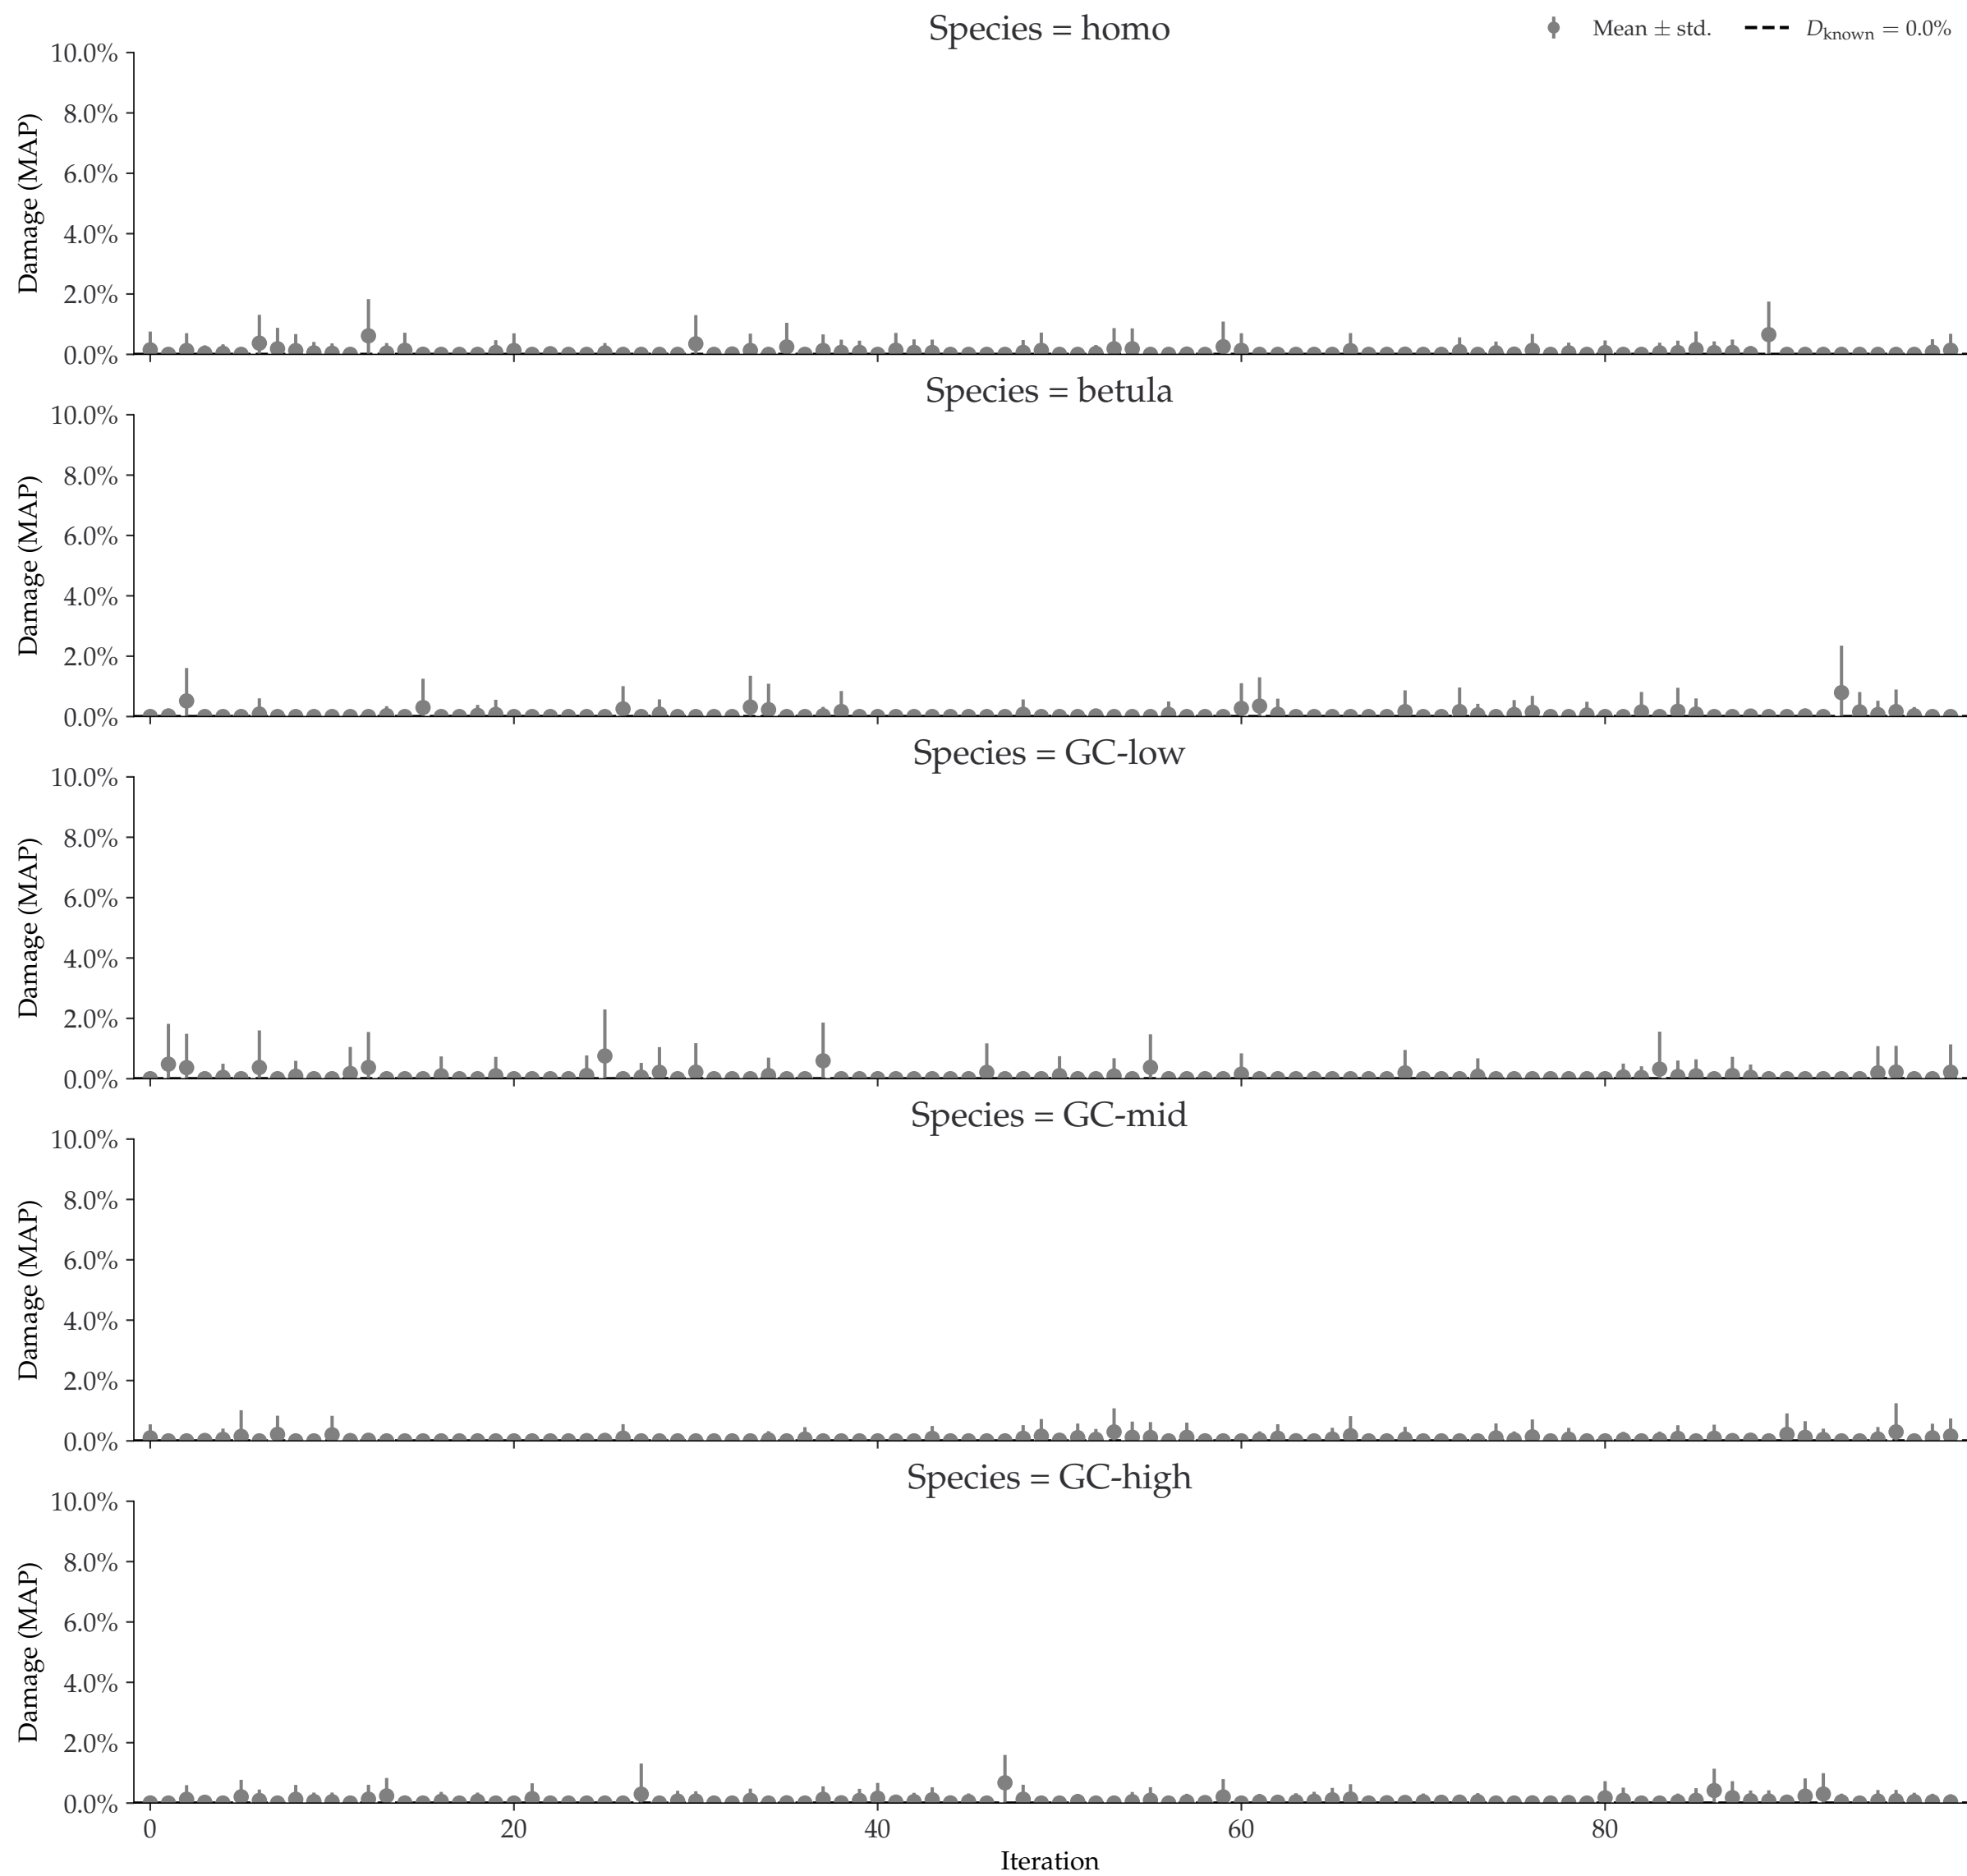 Species = homo
Mean ± std.
D_known = 0.0%
10.0%
8.0%
6.0%
4.0%
2.0%
0.0%
Damage (MAP)
Species = betula
10.0%
8.0%
6.0%
4.0%
2.0%
0.0%
Damage (MAP)
Species = GC-low
10.0%
8.0%
6.0%
4.0%
2.0%
0.0%
Damage (MAP)
Species = GC-mid
10.0%
8.0%
6.0%
4.0%
2.0%
0.0%
Damage (MAP)
Species = GC-high
10.0%
8.0%
6.0%
4.0%
2.0%
0.0%
Damage (MAP)
0 20 40 60 80
Iteration